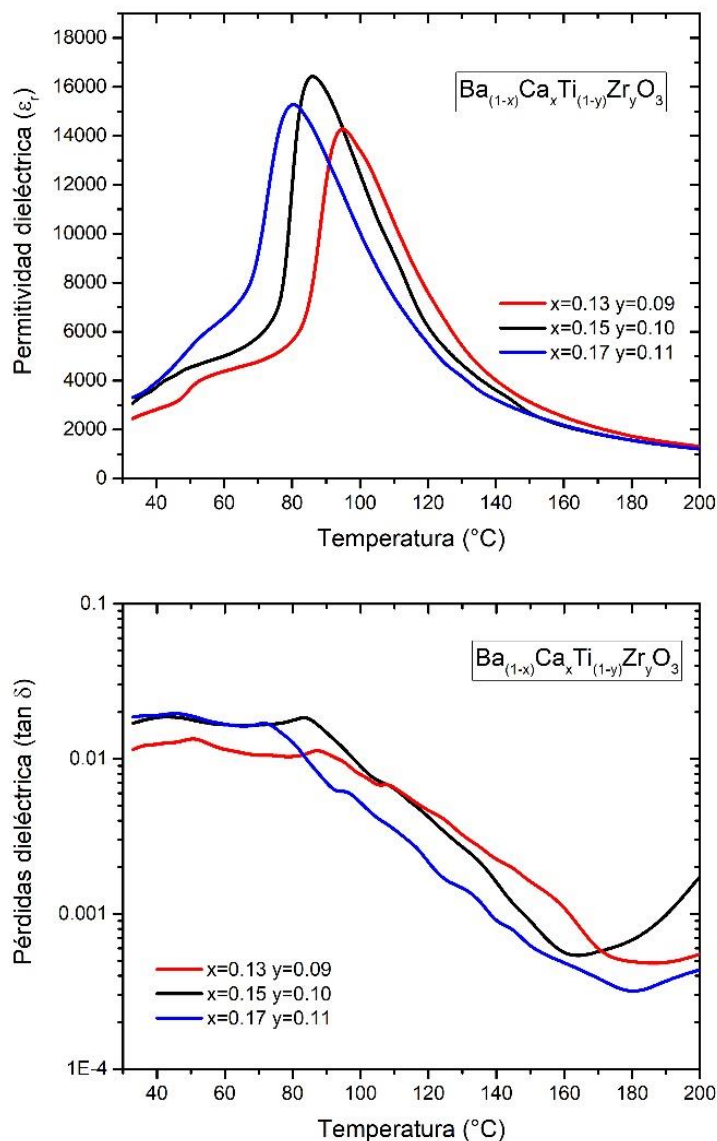 18000
16000
14000
12000
10000
8000
6000
4000
2000
0
Permitividad dieléctrica (εr)
Ba(1-x)CaxTi(1-y)ZryO3
x=0.13 y=0.09
x=0.15 y=0.10
x=0.17 y=0.11
40 60 80 100 120 140 160 180 200
Temperatura (°C)
0.1
0.01
0.001
1E-4
Pérdidas dieléctrica (tan δ)
Ba(1-x)CaxTi(1-y)ZryO3
x=0.13 y=0.09
x=0.15 y=0.10
x=0.17 y=0.11
40 60 80 100 120 140 160 180 200
Temperatura (°C)